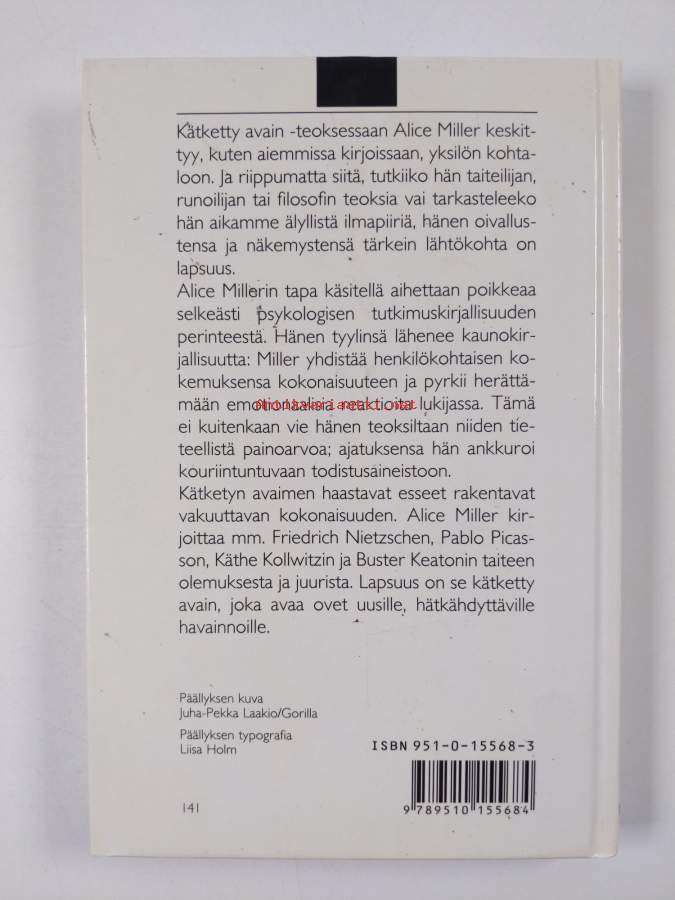 Kätketty avain -teoksessaan Alice Miller keskit-
tyy, kuten aiemmissa kirjoissaan, yksilön kohta-
loon. Ja riippumatta siitä, tutkiiko hän taiteilijan,
runoilijan tai filosofin teoksia vai tarkasteleeko
hän aikamme älyllistä ilmapiiriä, hänen oivallus-
tensa ja näkemystensä tärkein lähtökohta on
lapsuus.
Alice Millerin tapa käsitellä aihettaan poikkeaa
selkeästi psykologisen tutkimuskirjallisuuden
perinteestä. Hänen tyylinsä lähenee kaunokir-
jallisuutta: Miller yhdistää henkilökohtaisen ko-
kemuksensa kokonaisuuteen ja pyrkii herättä-
mään emotionaalisia reaktioita lukijassa. Tämä
ei kuitenkaan vie hänen teoksiltaan niiden tie-
teellistä painoarvoa; ajatuksensa hän ankkuroi
kouriintuntuvaan todistusaineistoon.
Kätketyn avaimen haastavat esseet rakentavat
vakuuttavan kokonaisuuden. Alice Miller kir-
joittaa mm. Friedrich Nietzschen, Pablo Picas-
son, Käthe Kollwitzin ja Buster Keatonin taiteen
olemuksesta ja juurista. Lapsuus on se kätketty
avain, joka avaa ovet uusille, hätkähdyttäville
havainnoille.
Päällyksen kuva
Juha-Pekka Laakio/Gorilla
Päällyksen typografia
Liisa Holm
ISBN 951-0-15568-3
9 789510 155684
141